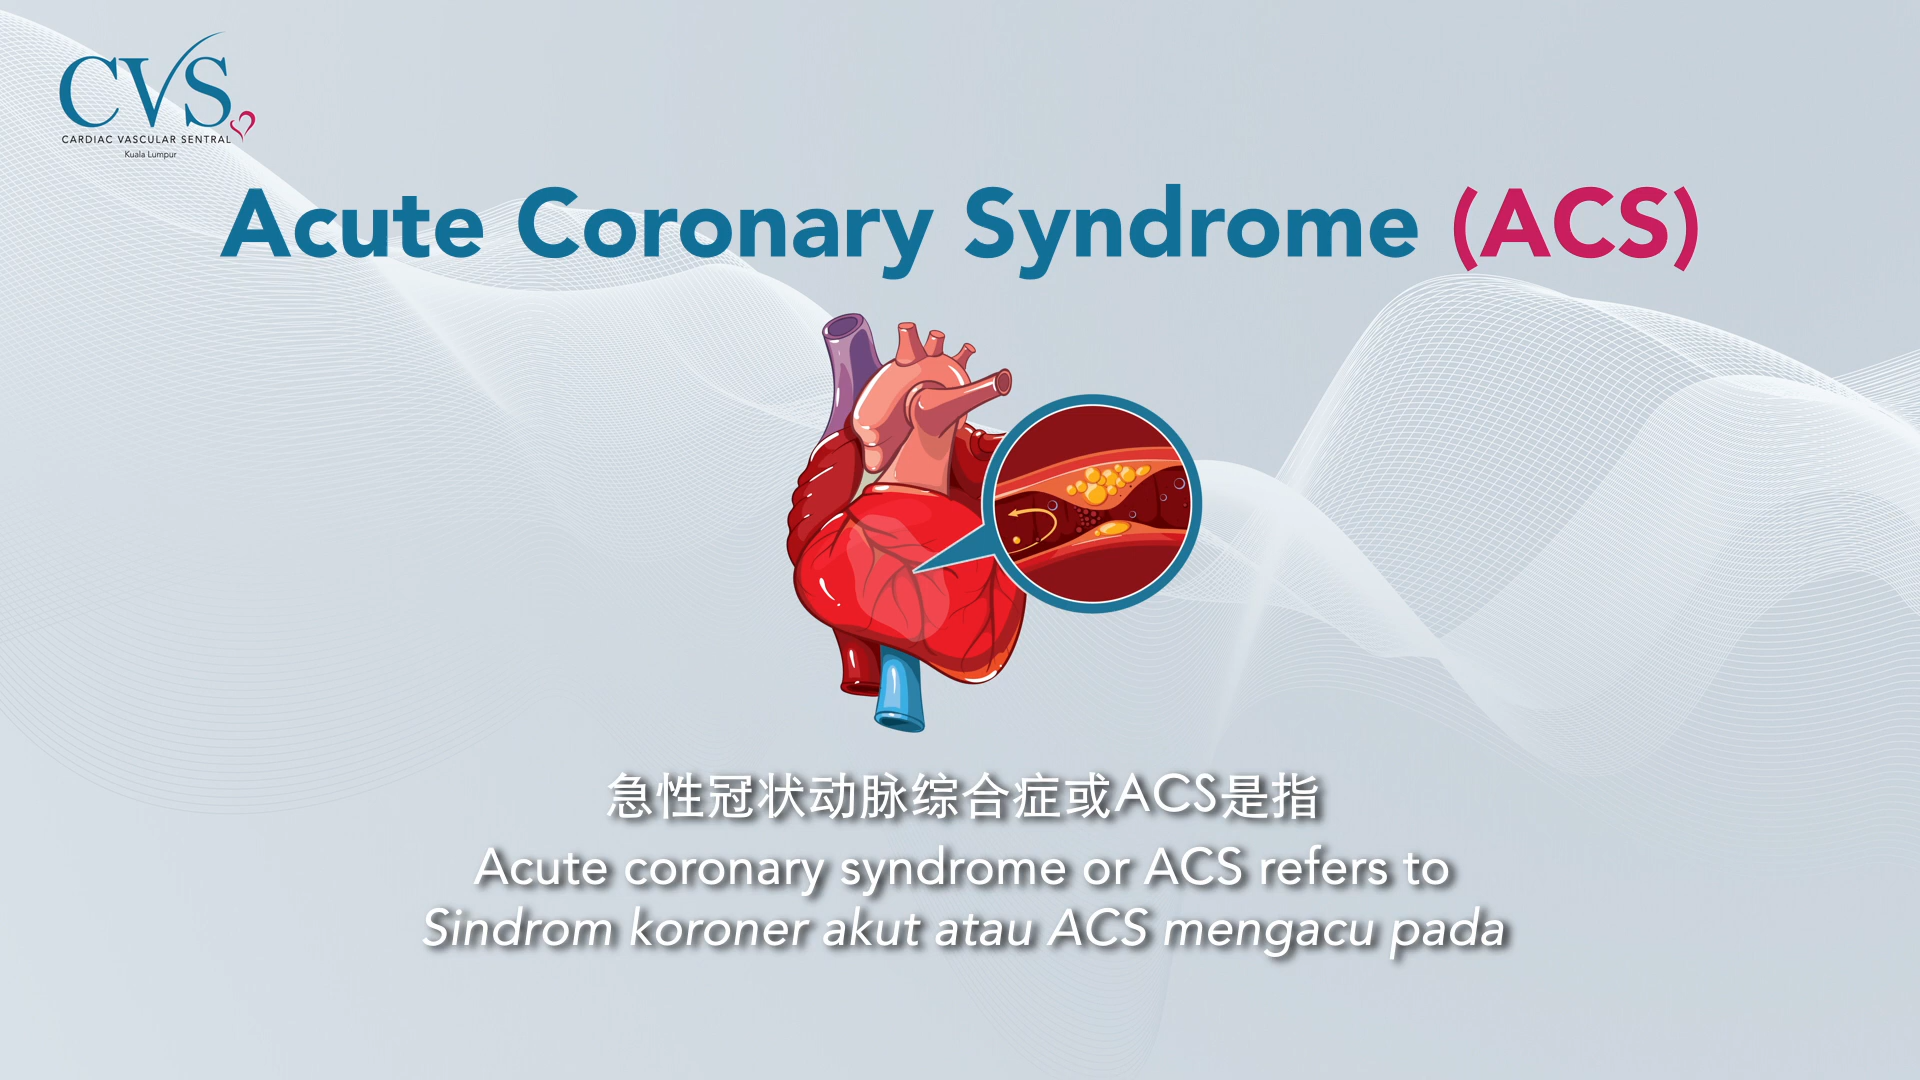 CVS
CARDIAC VASCULAR SENTRAL
Kuala Lumpur
Acute Coronary Syndrome (ACS)
急性冠状动脉综合症或ACS是指
Acute coronary syndrome or ACS refers to
Sindrom koroner akut atau ACS mengacu pada